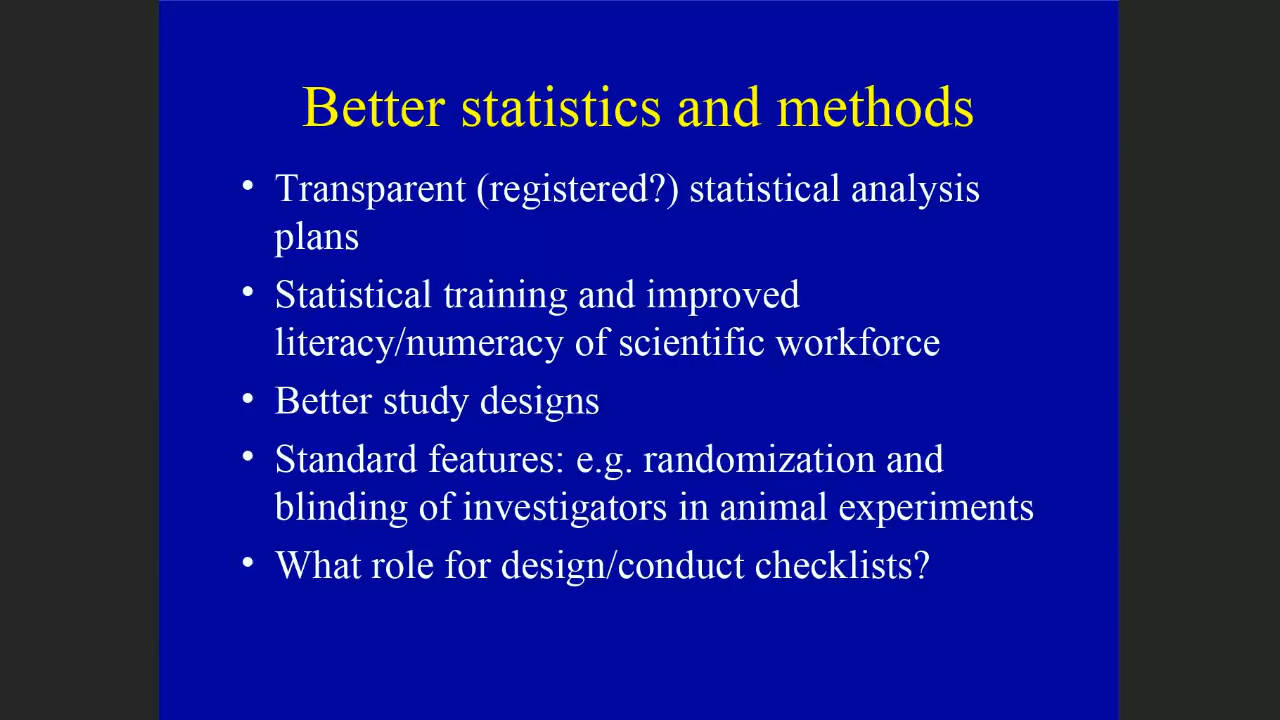 Better statistics and methods
• Transparent (registered?) statistical analysis
plans
• Statistical training and improved
literacy/numeracy of scientific workforce
• Better study designs
• Standard features: e.g. randomization and
blinding of investigators in animal experiments
• What role for design/conduct checklists?